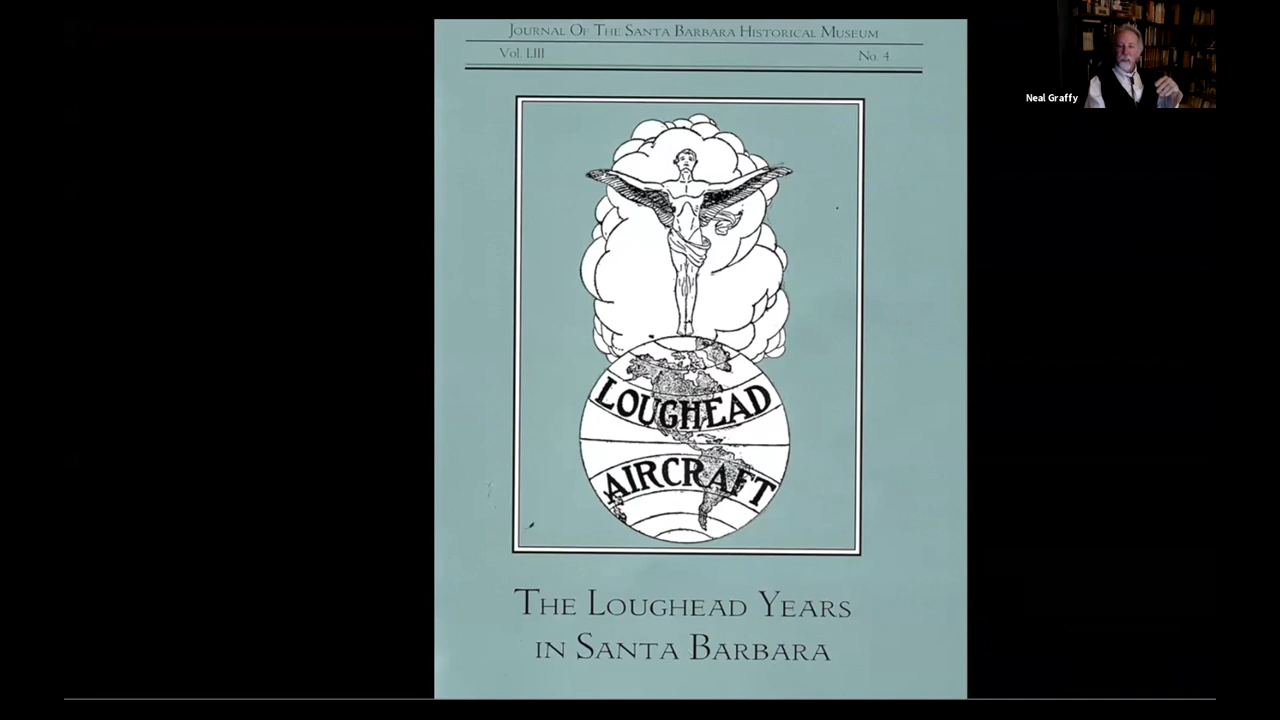 Journal Of The Santa Barbara Historical Museum
Vol. LIII No. 4
Neal Graffy
LOUGHEAD
AIRCRAFT
The Loughead Years
in Santa Barbara